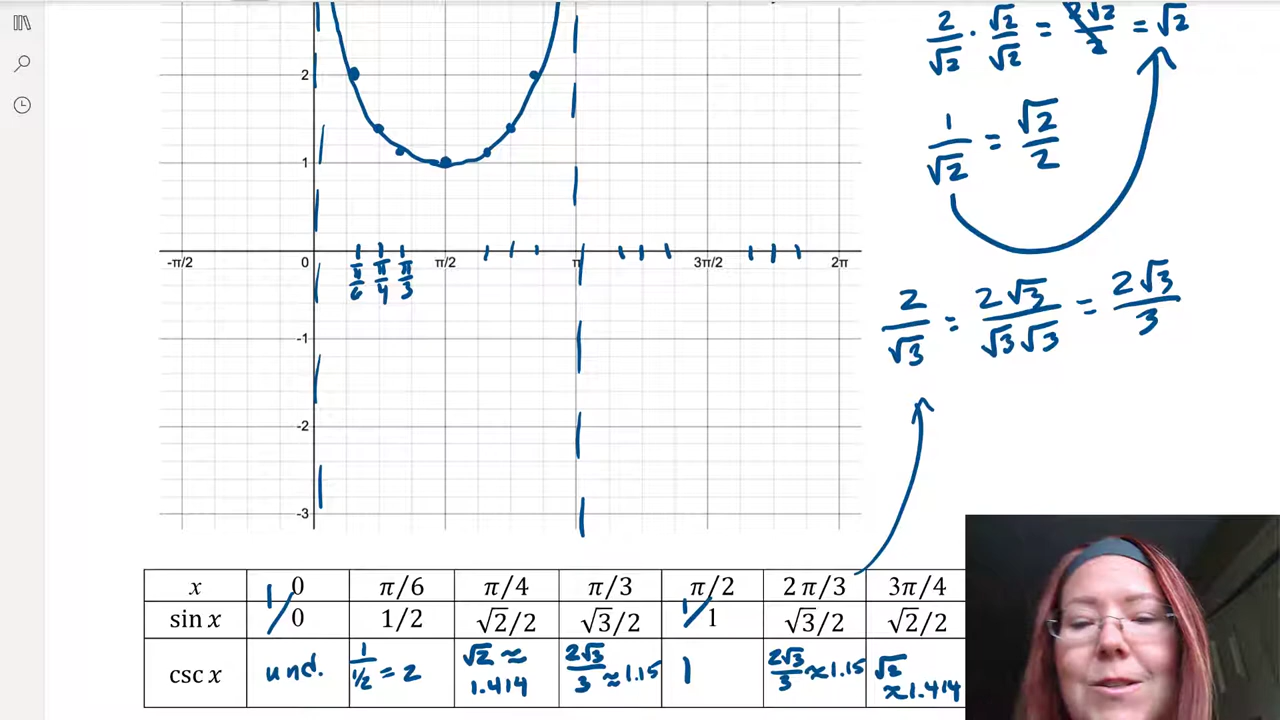 2/√2 · √2/√2 = 2√2/2 = √2
2
1/√2 = √2/2
1
-π/2 0 π/2 π 3π/2 2π
π/6 π/4 π/3
2/√3 = 2√3/√3√3 = 2√3/3
-1
-2
-3
x 1 0 π/6 π/4 π/3 π/2 2π/3 3π/4
sin x / 0 1/2 √2/2 √3/2 1/1 √3/2 √2/2
csc x und. 1/1/2 = 2 √2 ≈ 1.414 2√3/3 ≈ 1.15 1 2√3/3 ≈ 1.15 √2 ≈ 1.414